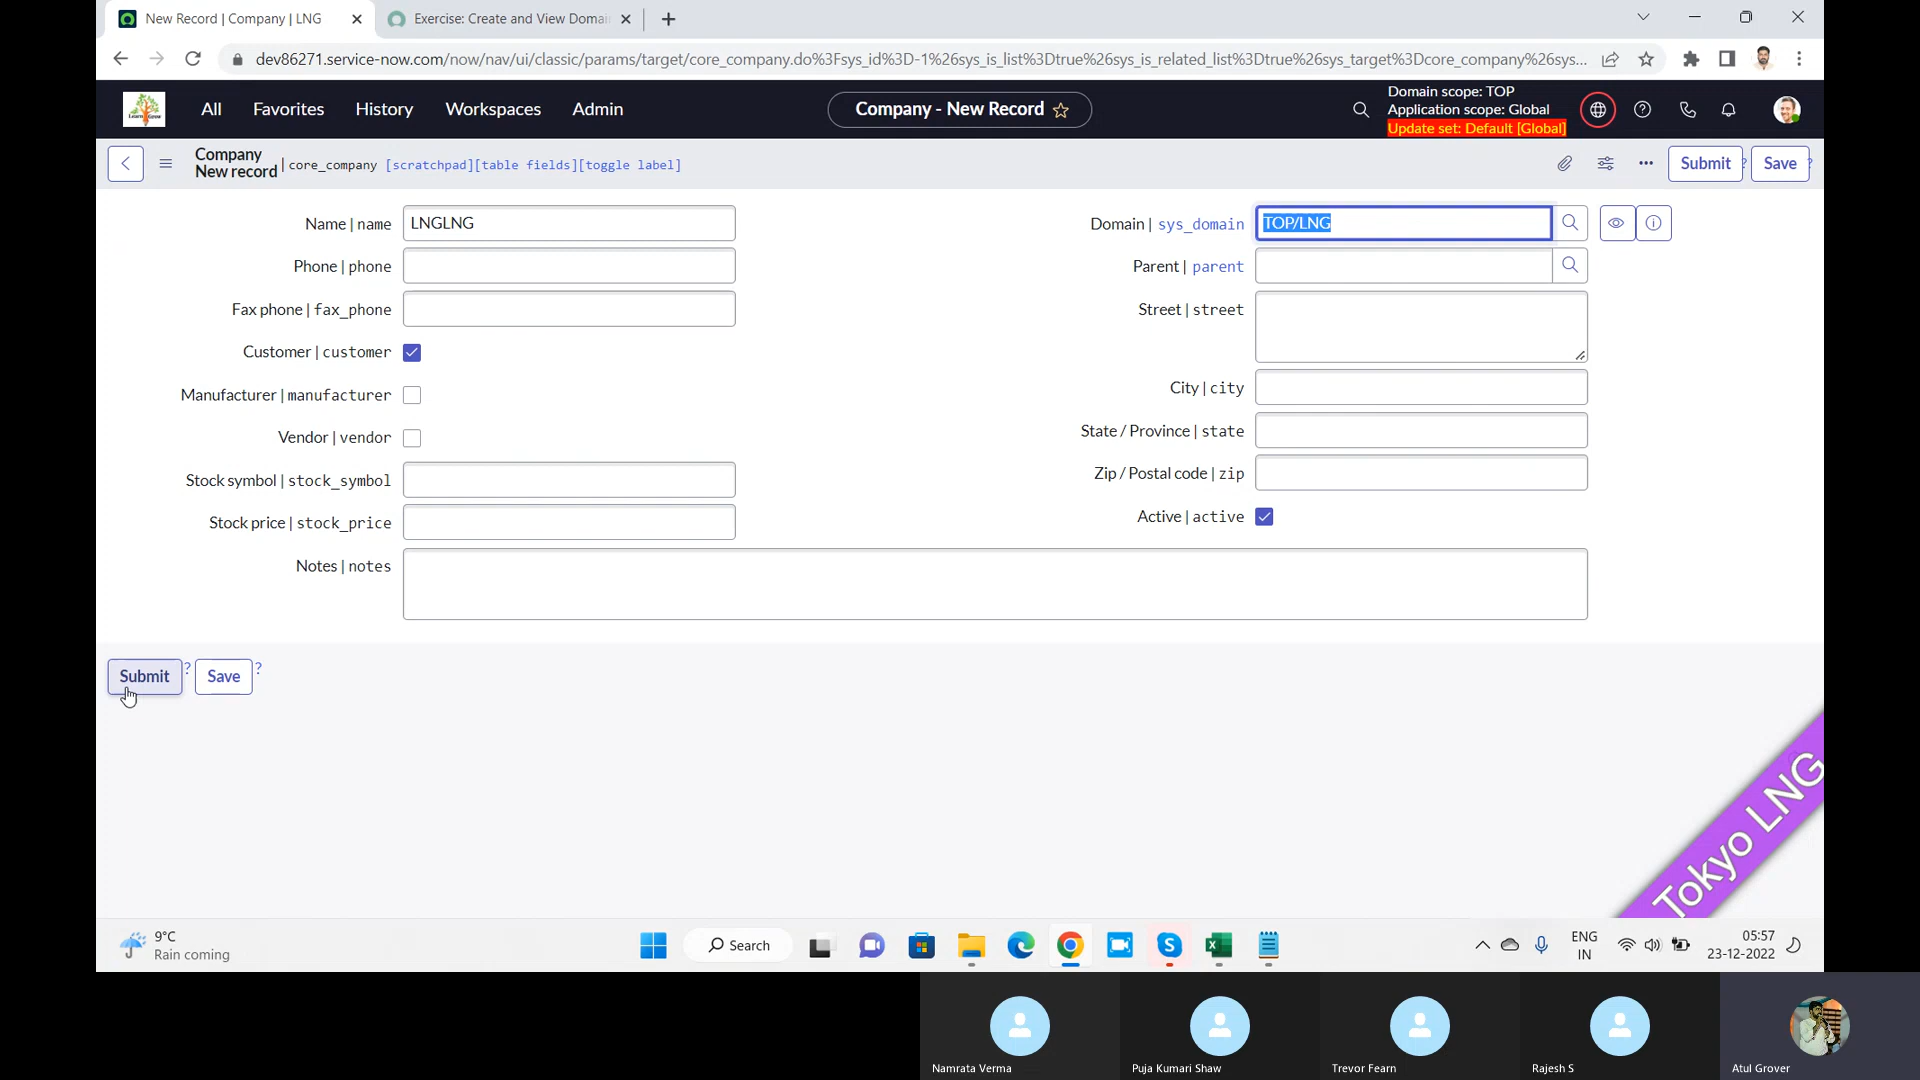 New Record | Company | LNG
Exercise: Create and View Domai
dev86271.service-now.com/now/nav/ui/classic/params/target/core_company.do%3Fsys_id%3D-1%26sys_is_list%3Dtrue%26sys_is_related_list%3Dtrue%26sys_target%3Dcore_company%26sys...
All Favorites History Workspaces Admin
Company - New Record
Domain scope: TOP
Application scope: Global
Update set: Default [Global]
Company
New record | core_company [scratchpad][table fields][toggle label]
Submit ? Save ?
Name | name LNGLNG
Phone | phone
Fax phone | fax_phone
Customer | customer
Manufacturer | manufacturer
Vendor | vendor
Stock symbol | stock_symbol
Stock price | stock_price
Notes | notes
Domain | sys_domain TOP/LNG
Parent | parent
Street | street
City | city
State / Province | state
Zip / Postal code | zip
Active | active
Submit ? Save ?
Tokyo LNG
9°C
Rain coming
Search
ENG
IN
05:57
23-12-2022
Namrata Verma
Puja Kumari Shaw
Trevor Fearn
Rajesh S
Atul Grover